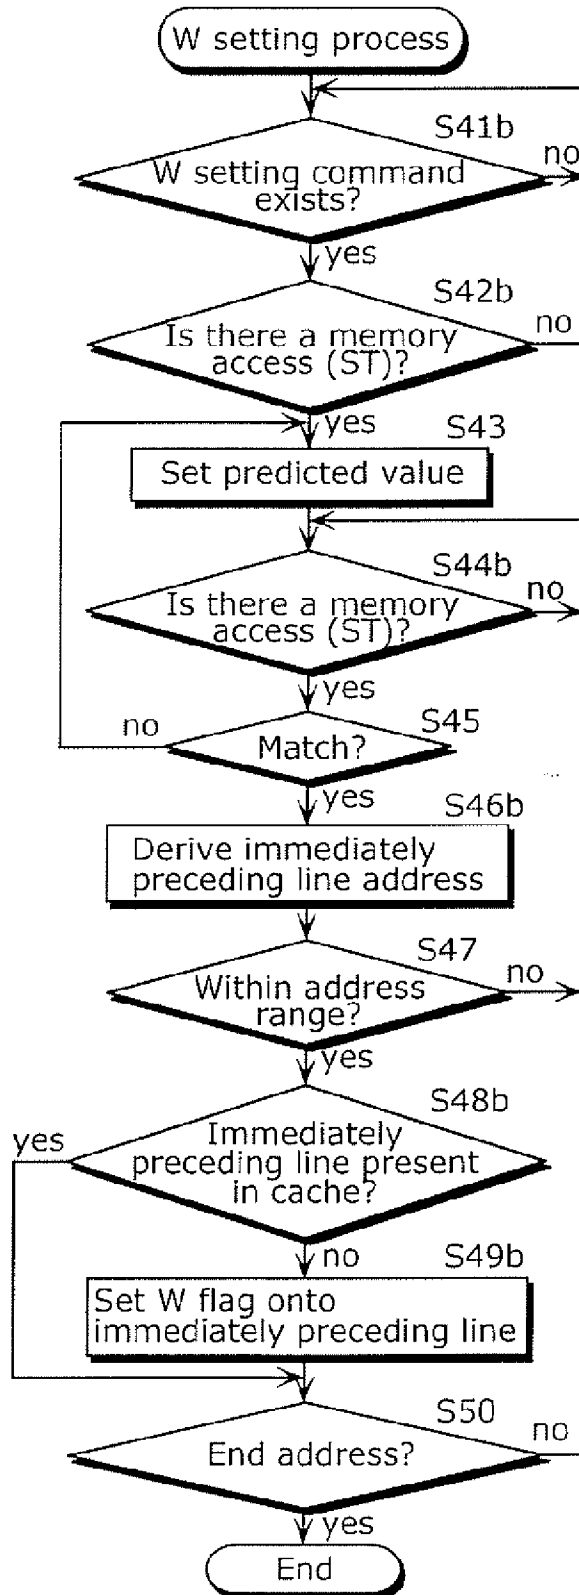 W setting process
S41b
W setting command
exists?
no
yes
S42b
Is there a memory
access (ST)?
no
yes
S43
Set predicted value
S44b
Is there a memory
access (ST)?
no
yes
S45
Match?
no
yes
S46b
Derive immediately
preceding line address
S47
Within address
range?
no
yes
S48b
Immediately
preceding line present
in cache?
yes
no
S49b
Set W flag onto
immediately preceding line
S50
End address?
no
yes
End